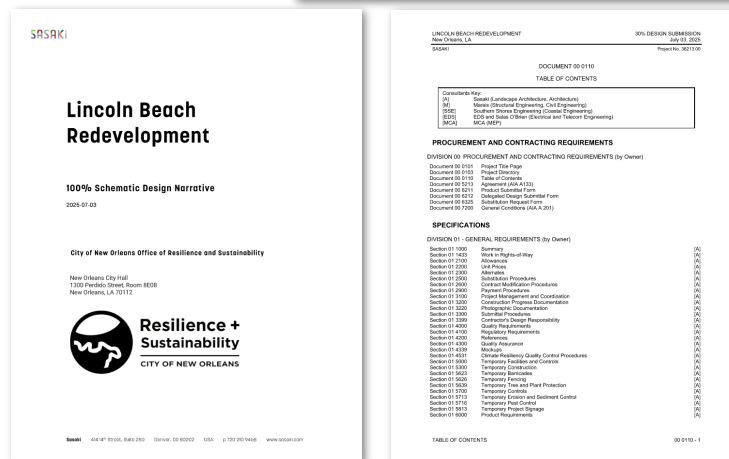 SASAKI
Lincoln Beach
Redevelopment
100% Schematic Design Narrative
2025-07-03
City of New Orleans Office of Resilience and Sustainability
New Orleans City Hall
1300 Perdido Street, Room 8E08
New Orleans, LA 70112
Resilience +
Sustainability
CITY OF NEW ORLEANS
Sasaki 414 14th Street, Suite 250 Denver, CO 80202 USA p 720 210 9468 www.sasaki.com
LINCOLN BEACH REDEVELOPMENT 30% DESIGN SUBMISSION
New Orleans, LA July 03, 2025
SASAKI Project No. 36213.00
DOCUMENT 00 0110
TABLE OF CONTENTS
Consultants Key:
[A] Sasaki (Landscape Architecture, Architecture)
[M] Marais (Structural Engineering, Civil Engineering)
[SSE] Southern Shores Engineering (Coastal Engineering)
[EDS] EDS and Salas O'Brien (Electrical and Telecom Engineering)
[MCA] MCA (MEP)
PROCUREMENT AND CONTRACTING REQUIREMENTS
DIVISION 00 PROCUREMENT AND CONTRACTING REQUIREMENTS (by Owner)
Document 00 0101 Project Title Page
Document 00 0103 Project Directory
Document 00 0110 Table of Contents
Document 00 5213 Agreement (AIA A133)
Document 00 6211 Product Submittal Form
Document 00 6212 Delegated Design Submittal Form
Document 00 6325 Substitution Request Form
Document 00 7200 General Conditions (AIA A 201)
SPECIFICATIONS
DIVISION 01 - GENERAL REQUIREMENTS (by Owner)
Section 01 1000 Summary [A]
Section 01 1433 Work in Rights-of-Way [A]
Section 01 2100 Allowances [A]
Section 01 2200 Unit Prices [A]
Section 01 2300 Alternates [A]
Section 01 2500 Substitution Procedures [A]
Section 01 2600 Contract Modification Procedures [A]
Section 01 2900 Payment Procedures [A]
Section 01 3100 Project Management and Coordination [A]
Section 01 3200 Construction Progress Documentation [A]
Section 01 3220 Photographic Documentation [A]
Section 01 3300 Submittal Procedures [A]
Section 01 3399 Contractor's Design Responsibility [A]
Section 01 4000 Quality Requirements [A]
Section 01 4100 Regulatory Requirements [A]
Section 01 4200 References [A]
Section 01 4300 Quality Assurance [A]
Section 01 4339 Mockups [A]
Section 01 4531 Climate Resiliency Quality Control Procedures [A]
Section 01 5000 Temporary Facilities and Controls [A]
Section 01 5300 Temporary Construction [A]
Section 01 5623 Temporary Barricades [A]
Section 01 5626 Temporary Fencing [A]
Section 01 5639 Temporary Tree and Plant Protection [A]
Section 01 5700 Temporary Controls [A]
Section 01 5713 Temporary Erosion and Sediment Control [A]
Section 01 5716 Temporary Pest Control [A]
Section 01 5813 Temporary Project Signage [A]
Section 01 6000 Product Requirements [A]
TABLE OF CONTENTS 00 0110 - 1